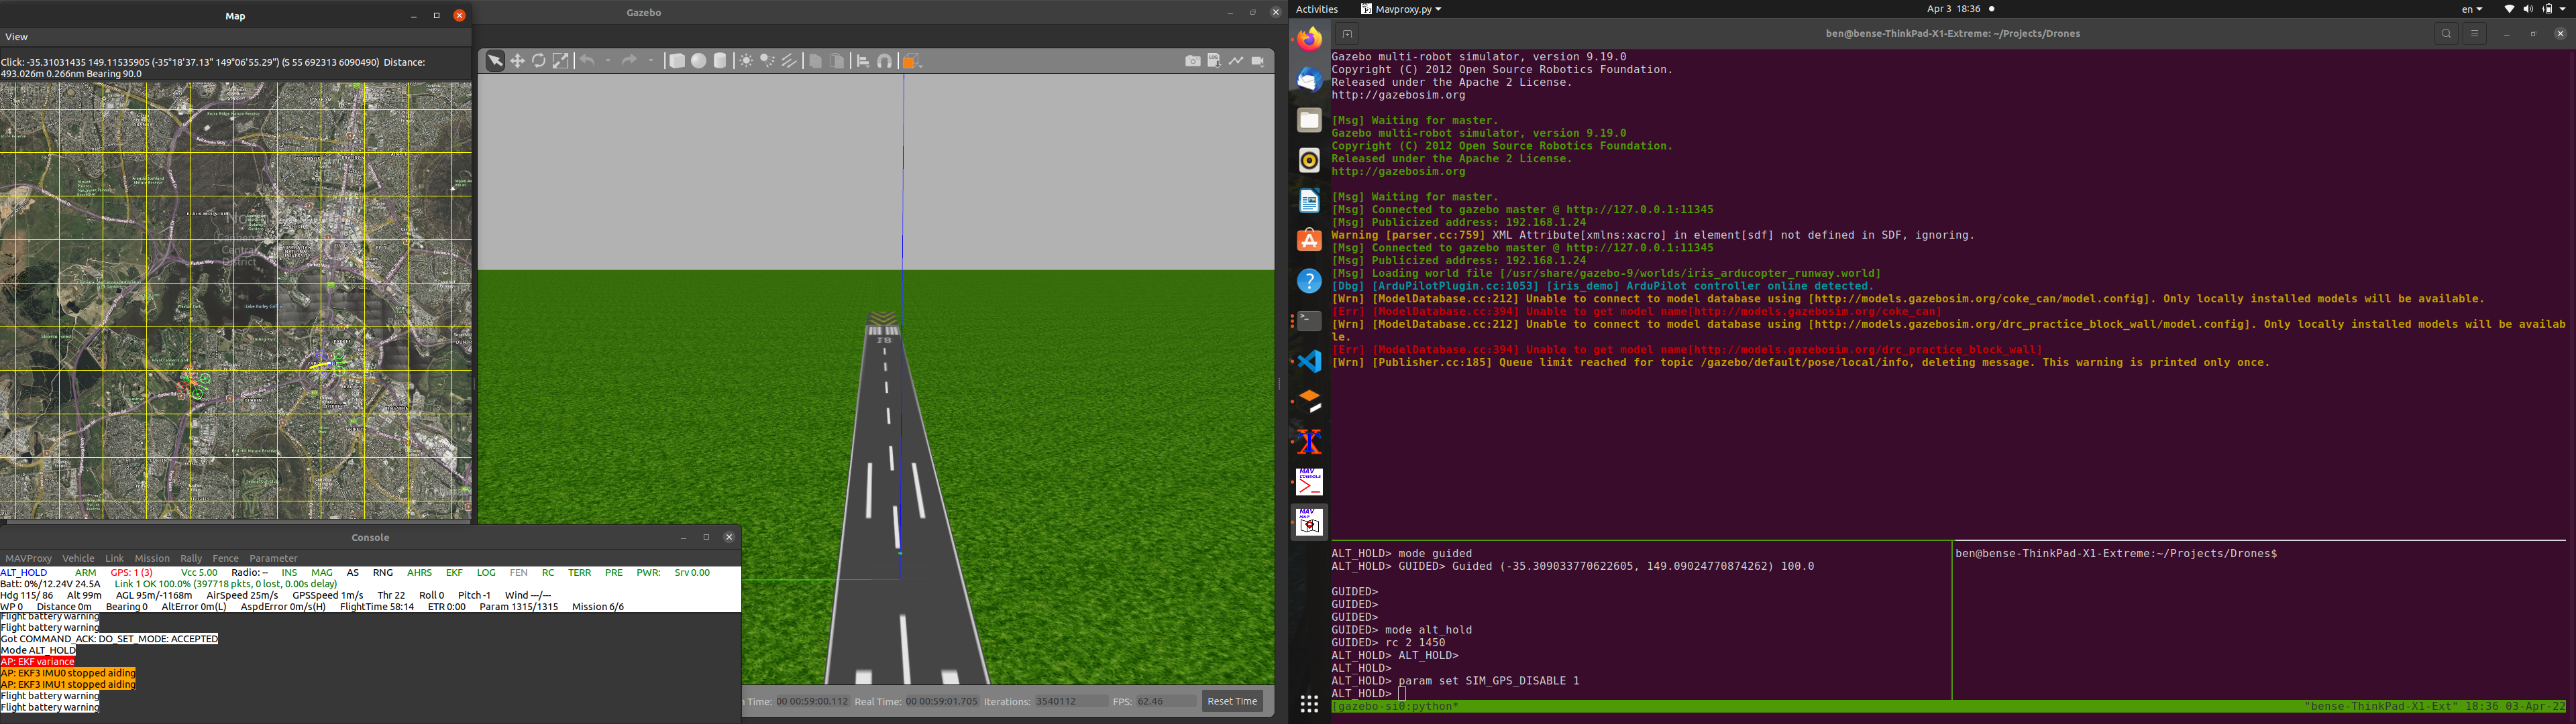 Map
View
Click: -35.31031435 149.11535905 (-35°18'37.13" 149°06'55.29") (S 55 692313 6090490) Distance:
493.026m 0.266nm Bearing 90.0
Canberra
Central
District
Console
MAVProxy Vehicle Link Mission Rally Fence Parameter
ALT_HOLD ARM GPS: 1 (3) Vcc 5.00 Radio: -- INS MAG AS RNG AHRS EKF LOG FEN RC TERR PRE PWR: Srv 0.00
Batt: 0%/12.24V 24.5A Link 1 OK 100.0% (397718 pkts, 0 lost, 0.00s delay)
Hdg 115/ 86 Alt 99m AGL 95m/-1168m AirSpeed 25m/s GPSSpeed 1m/s Thr 22 Roll 0 Pitch -1 Wind ---/---
WP 0 Distance 0m Bearing 0 AltError 0m(L) AspdError 0m/s(H) FlightTime 58:14 ETR 0:00 Param 1315/1315 Mission 6/6
Flight battery warning
Flight battery warning
Got COMMAND_ACK: DO_SET_MODE: ACCEPTED
Mode ALT_HOLD
AP: EKF variance
AP: EKF3 IMU0 stopped aiding
AP: EKF3 IMU1 stopped aiding
Flight battery warning
Flight battery warning
Gazebo
LOG
18
Time: 00 00:59:00.112 Real Time: 00 00:59:01.705 Iterations: 3540112 FPS: 62.46 Reset Time
Activities Mavproxy.py Apr 3 18:36 en
ben@bense-ThinkPad-X1-Extreme: ~/Projects/Drones
MAV
CONSOLE
MAV
MAP
Gazebo multi-robot simulator, version 9.19.0
Copyright (C) 2012 Open Source Robotics Foundation.
Released under the Apache 2 License.
http://gazebosim.org
[Msg] Waiting for master.
Gazebo multi-robot simulator, version 9.19.0
Copyright (C) 2012 Open Source Robotics Foundation.
Released under the Apache 2 License.
http://gazebosim.org
[Msg] Waiting for master.
[Msg] Connected to gazebo master @ http://127.0.0.1:11345
[Msg] Publicized address: 192.168.1.24
Warning [parser.cc:759] XML Attribute[xmlns:xacro] in element[sdf] not defined in SDF, ignoring.
[Msg] Connected to gazebo master @ http://127.0.0.1:11345
[Msg] Publicized address: 192.168.1.24
[Msg] Loading world file [/usr/share/gazebo-9/worlds/iris_arducopter_runway.world]
[Dbg] [ArduPilotPlugin.cc:1053] [iris_demo] ArduPilot controller online detected.
[Wrn] [ModelDatabase.cc:212] Unable to connect to model database using [http://models.gazebosim.org/coke_can/model.config]. Only locally installed models will be available.
[Err] [ModelDatabase.cc:394] Unable to get model name[http://models.gazebosim.org/coke_can]
[Wrn] [ModelDatabase.cc:212] Unable to connect to model database using [http://models.gazebosim.org/drc_practice_block_wall/model.config]. Only locally installed models will be availab
le.
[Err] [ModelDatabase.cc:394] Unable to get model name[http://models.gazebosim.org/drc_practice_block_wall]
[Wrn] [Publisher.cc:185] Queue limit reached for topic /gazebo/default/pose/local/info, deleting message. This warning is printed only once.
ALT_HOLD> mode guided
ALT_HOLD> GUIDED> Guided (-35.309033770622605, 149.09024770874262) 100.0
GUIDED>
GUIDED>
GUIDED>
GUIDED> mode alt_hold
GUIDED> rc 2 1450
ALT_HOLD> ALT_HOLD>
ALT_HOLD>
ALT_HOLD> param set SIM_GPS_DISABLE 1
ALT_HOLD>
ben@bense-ThinkPad-X1-Extreme:~/Projects/Drones$
[gazebo-si0:python* "bense-ThinkPad-X1-Ext" 18:36 03-Apr-22